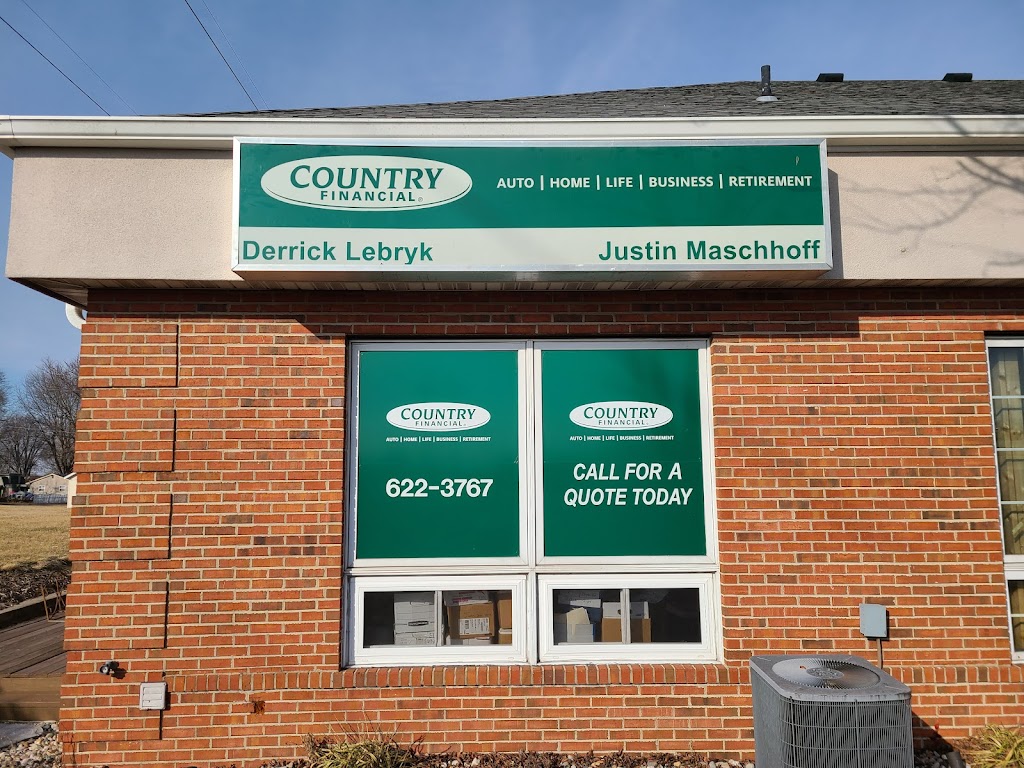 COUNTRY
FINANCIAL®
AUTO | HOME | LIFE | BUSINESS | RETIREMENT
Derrick Lebryk
Justin Maschhoff
COUNTRY
FINANCIAL®
AUTO | HOME | LIFE | BUSINESS | RETIREMENT
622-3767
COUNTRY
FINANCIAL®
AUTO | HOME | LIFE | BUSINESS | RETIREMENT
CALL FOR A
QUOTE TODAY